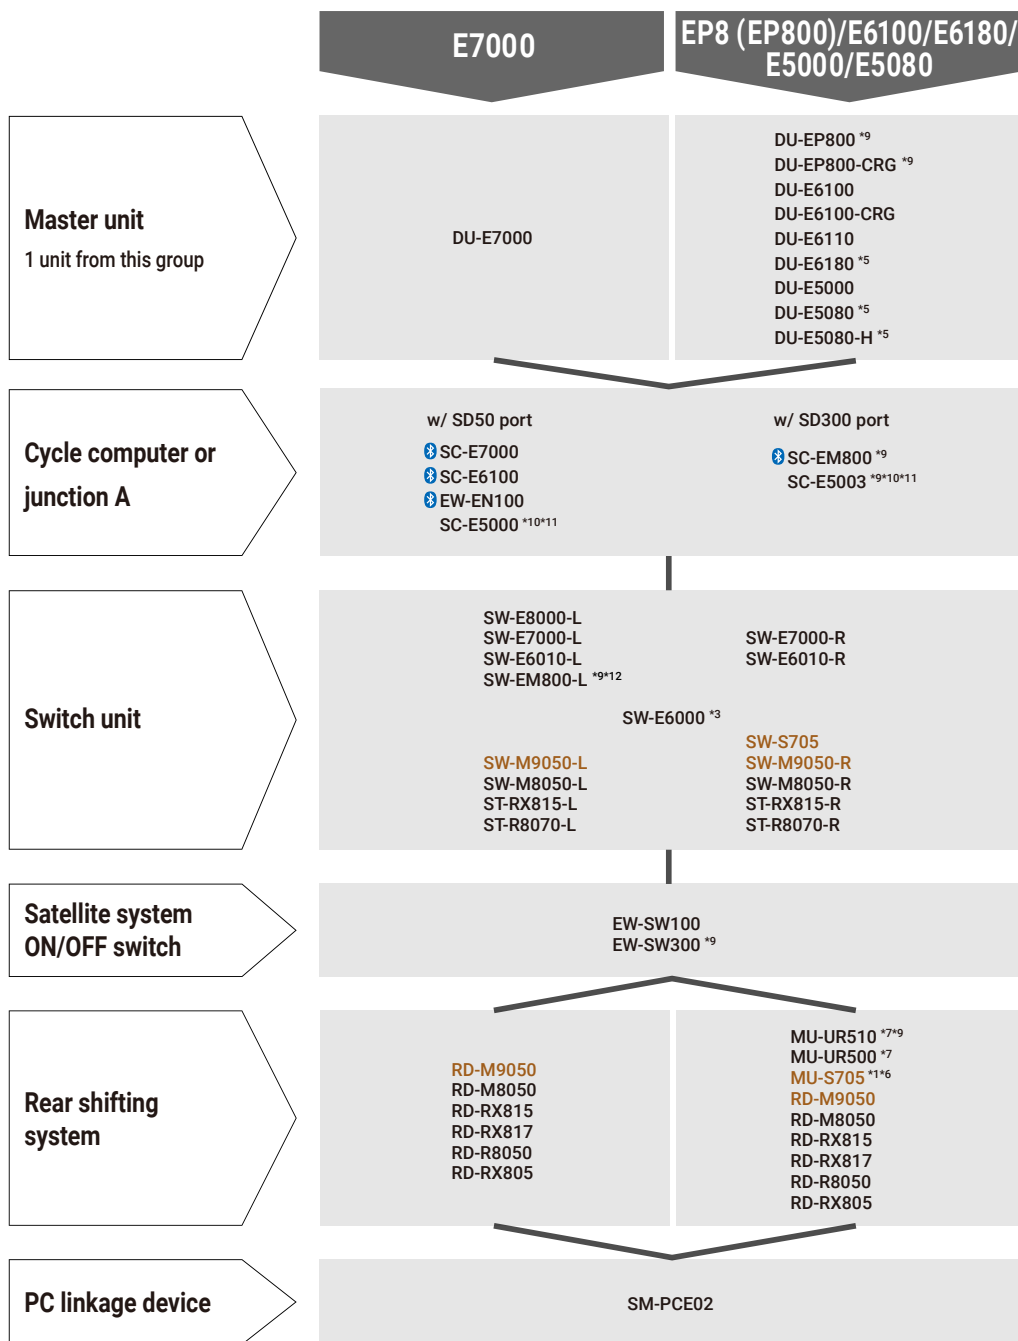 E7000
EP8 (EP800)/E6100/E6180/
E5000/E5080
Master unit
1 unit from this group
DU-E7000
DU-EP800 *9
DU-EP800-CRG *9
DU-E6100
DU-E6100-CRG
DU-E6110
DU-E6180 *5
DU-E5000
DU-E5080 *5
DU-E5080-H *5
Cycle computer or
junction A
w/ SD50 port
SC-E7000
SC-E6100
EW-EN100
SC-E5000 *10*11
w/ SD300 port
SC-EM800 *9
SC-E5003 *9*10*11
Switch unit
SW-E8000-L
SW-E7000-L
SW-E6010-L
SW-EM800-L *9*12
SW-E7000-R
SW-E6010-R
SW-E6000 *3
SW-M9050-L
SW-M8050-L
ST-RX815-L
ST-R8070-L
SW-S705
SW-M9050-R
SW-M8050-R
ST-RX815-R
ST-R8070-R
Satellite system
ON/OFF switch
EW-SW100
EW-SW300 *9
Rear shifting
system
RD-M9050
RD-M8050
RD-RX815
RD-RX817
RD-R8050
RD-RX805
MU-UR510 *7*9
MU-UR500 *7
MU-S705 *1*6
RD-M9050
RD-M8050
RD-RX815
RD-RX817
RD-R8050
RD-RX805
PC linkage device
SM-PCE02